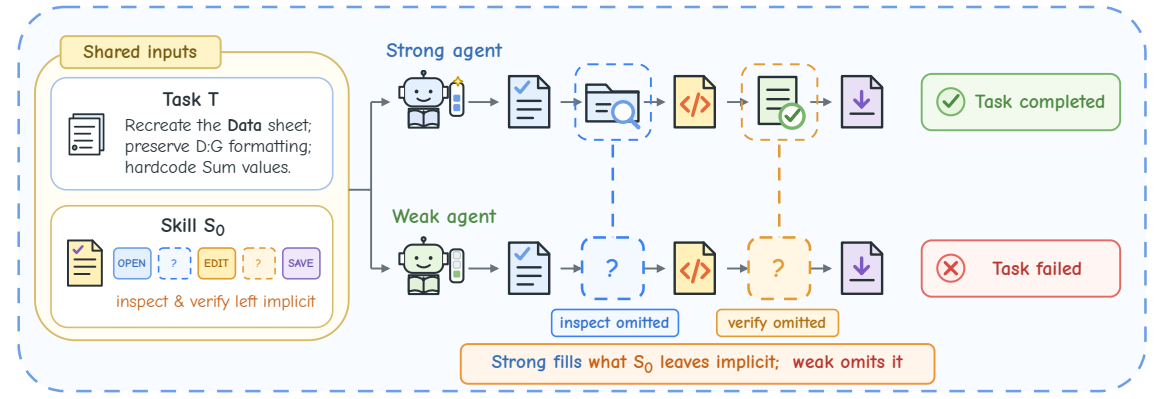 Shared inputs
Task T
Recreate the Data sheet;
preserve D:G formatting;
hardcode Sum values.
Skill S₀
OPEN ? EDIT ? SAVE
inspect & verify left implicit
Strong agent
</>
Task completed
Weak agent
? </> ?
Task failed
inspect omitted
verify omitted
Strong fills what S₀ leaves implicit; weak omits it